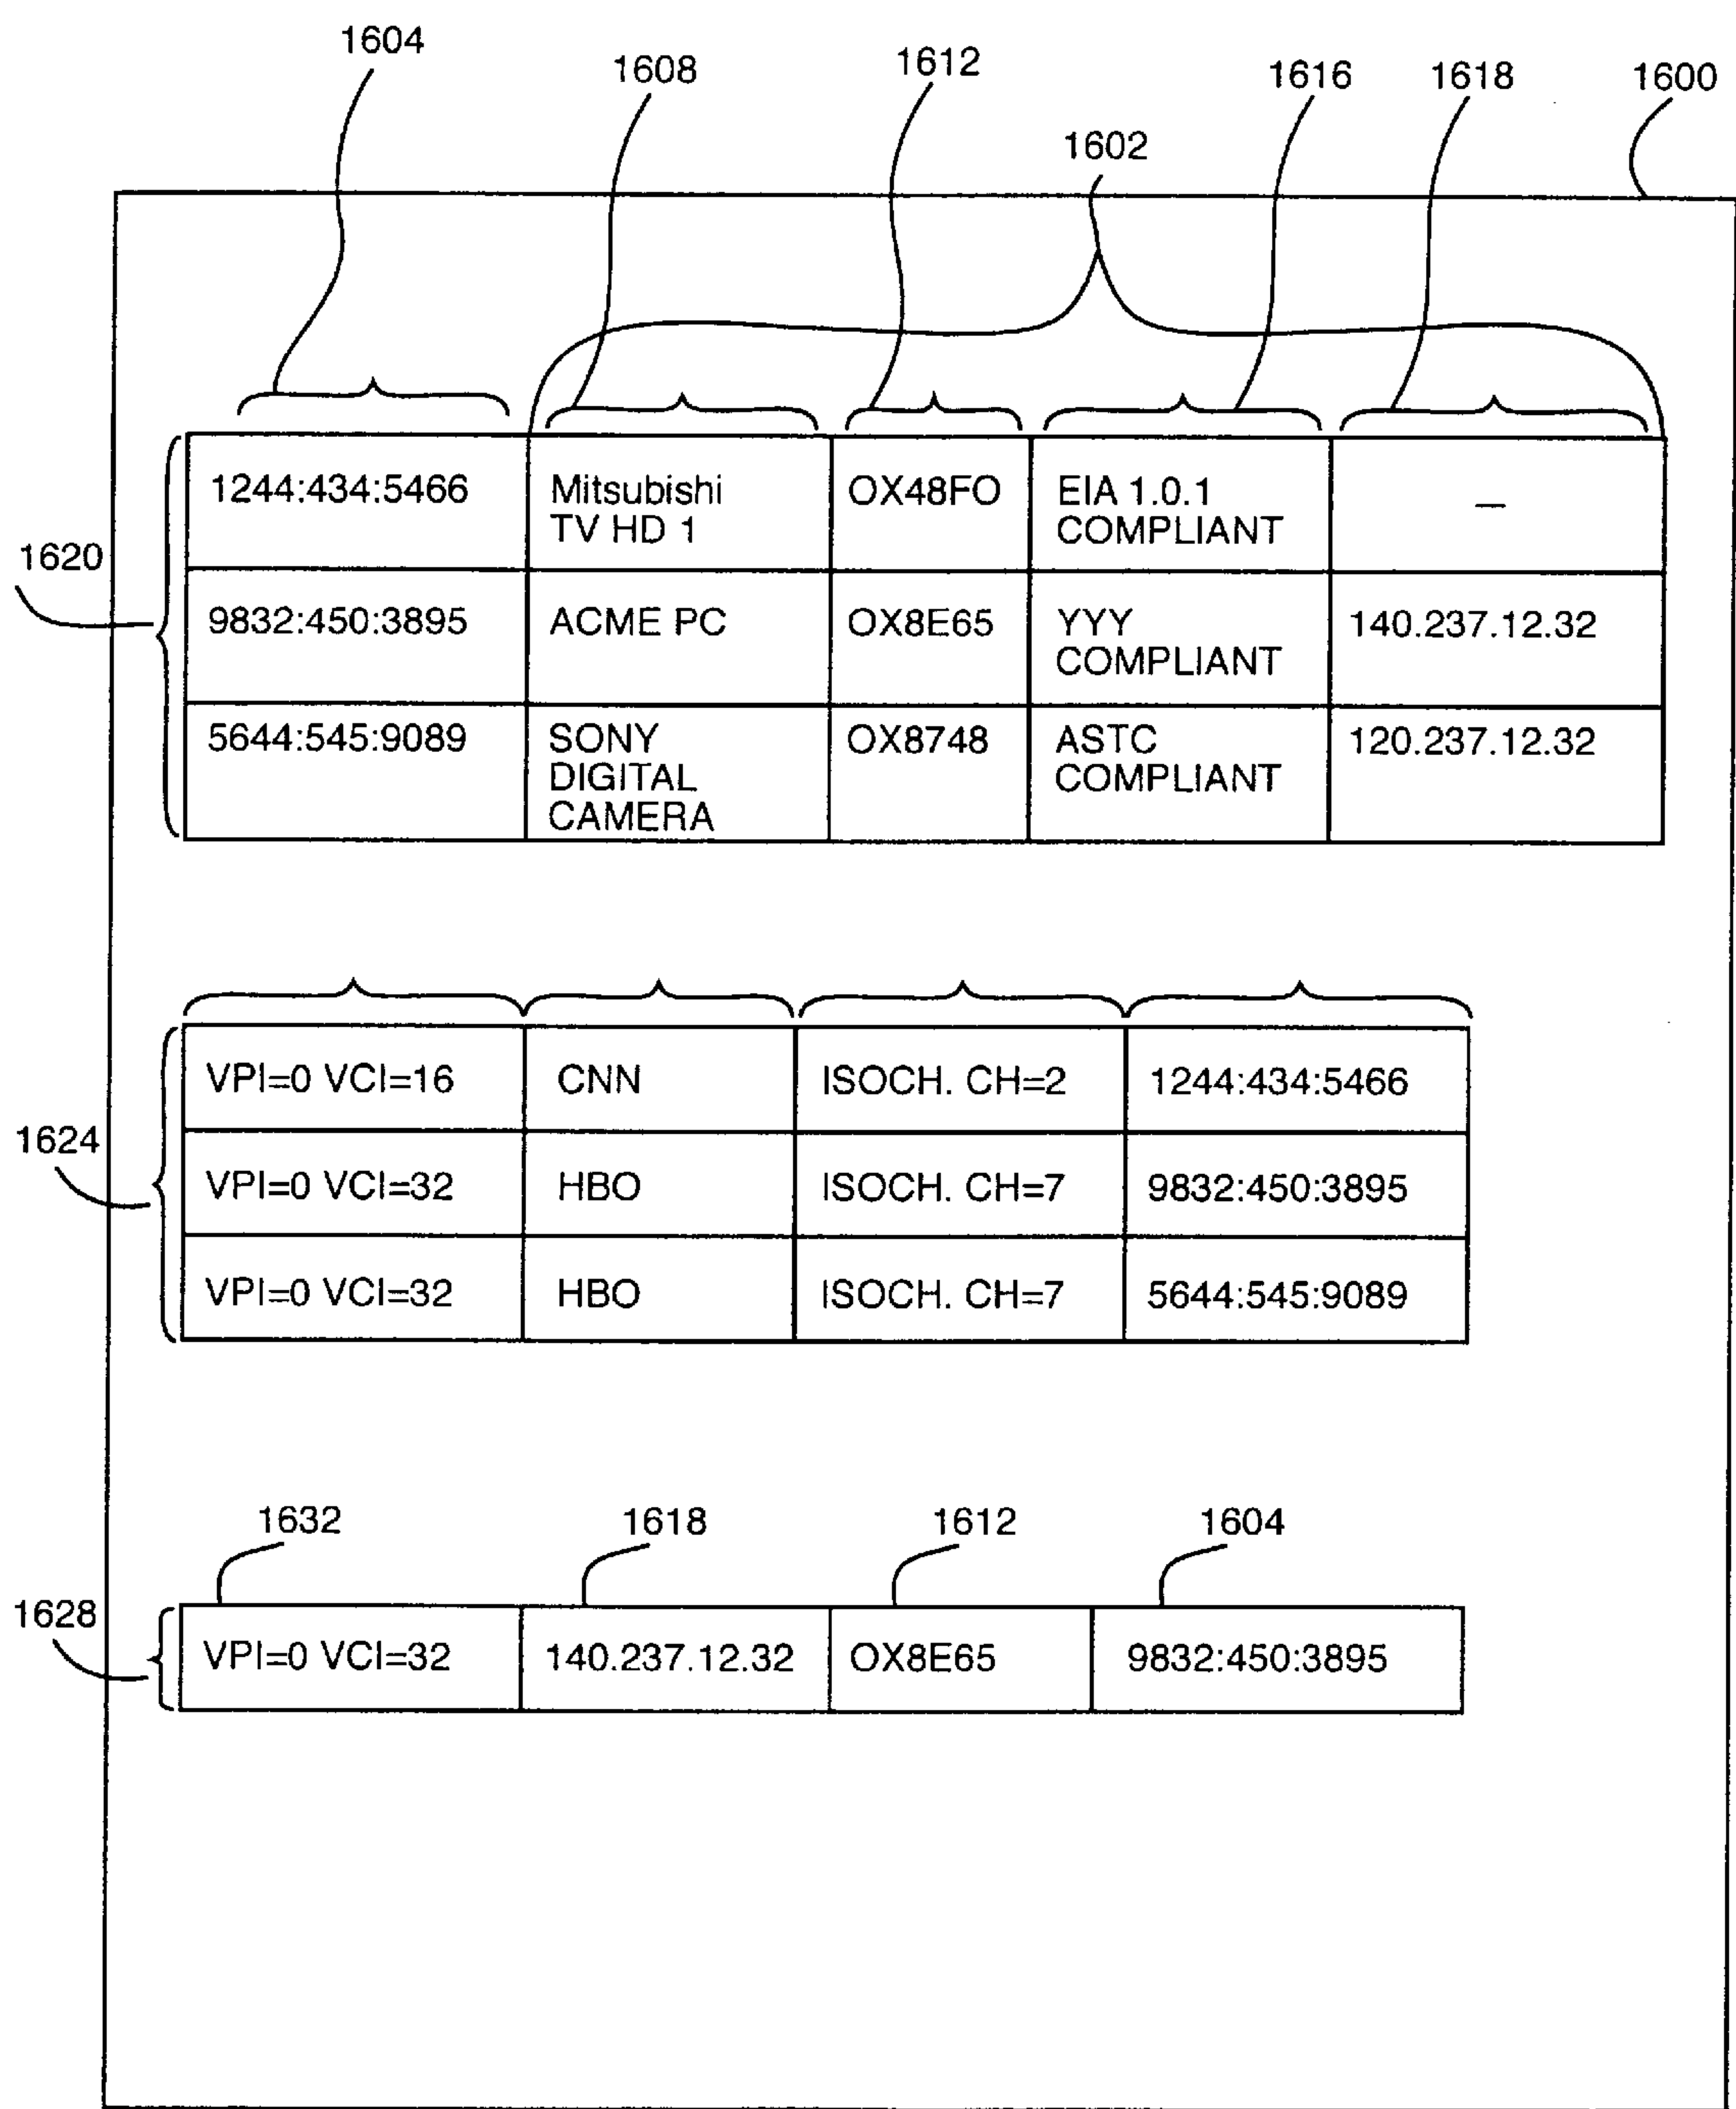 1604
1608
1612
1616
1618
1600
1602
1244:434:5466
Mitsubishi
TV HD 1
OX48FO
EIA 1.0.1
COMPLIANT
—
1620
9832:450:3895
ACME PC
OX8E65
YYY
COMPLIANT
140.237.12.32
5644:545:9089
SONY
DIGITAL
CAMERA
OX8748
ASTC
COMPLIANT
120.237.12.32
1624
VPI=0 VCI=16
CNN
ISOCH. CH=2
1244:434:5466
VPI=0 VCI=32
HBO
ISOCH. CH=7
9832:450:3895
VPI=0 VCI=32
HBO
ISOCH. CH=7
5644:545:9089
1632
1618
1612
1604
1628
VPI=0 VCI=32
140.237.12.32
OX8E65
9832:450:3895